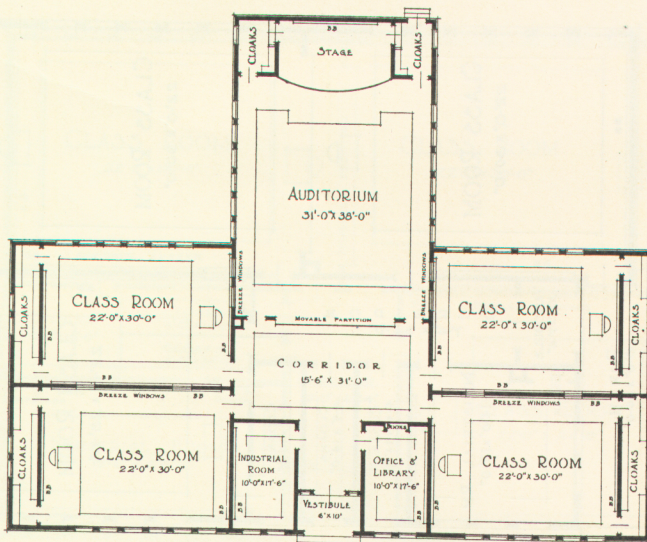 B.B
CLOAKS
STAGE
CLOAKS
AUDITORIUM
31'-0" X 38'-0"
BREEZE WINDOWS
BREEZE WINDOWS
MOVABLE PARTITION
CLOAKS
B.B
CLASS ROOM
22'-0" X 30'-0"
B.B
B.B
BREEZE WINDOWS
CORRIDOR
15'-6" X 31'-0"
B.B
CLASS ROOM
22'-0" X 30'-0"
B.B
CLOAKS
B.B
BREEZE WINDOWS
CLOAKS
B.B
CLASS ROOM
22'-0" X 30'-0"
B.B
INDUSTRIAL
ROOM
10'-0" X 17'-6"
B.B
VESTIBULE
6' X 10'
BOOKS
OFFICE &
LIBRARY
10'-0" X 17'-6"
B.B
B.B
CLASS ROOM
22'-0" X 30'-0"
B.B
CLOAKS